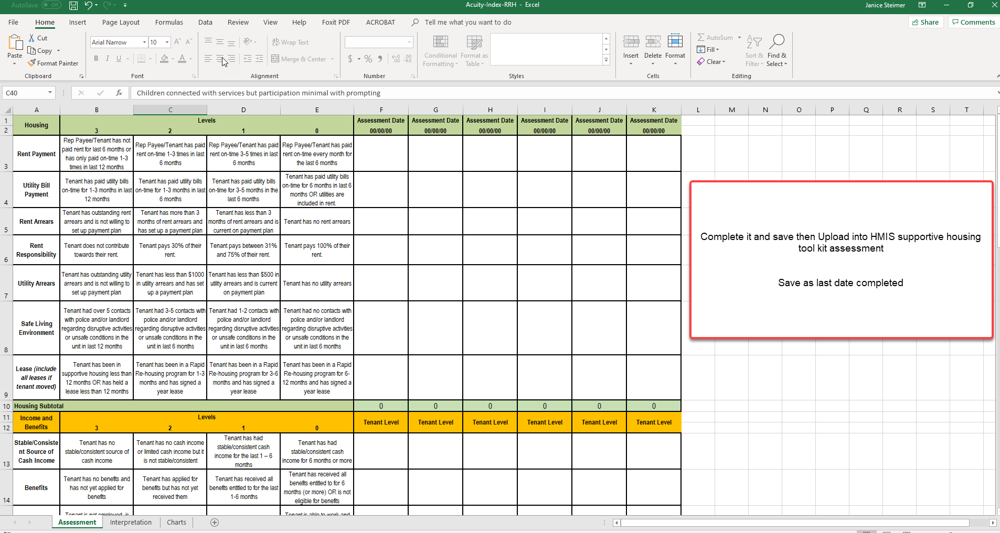 AutoSave Off
Acuity-Index-RRH - Excel
Janice Steimer
File Home Insert Page Layout Formulas Data Review View Help Foxit PDF ACROBAT Tell me what you want to do
Share Comments
Paste
Cut
Copy
Format Painter
Clipboard
Arial Narrow 10
B I U
Font
Wrap Text
Merge & Center
Alignment
$ % 9
Number
Conditional Formatting
Format as Table
Styles
Insert Delete Format
Cells
AutoSum
Fill
Clear
Sort & Filter
Find & Select
Editing
C40
fx
Children connected with services but participation minimal with prompting
A B C D E F G H I J K L M N O P Q R S T
1
2
Housing
Levels
3 2 1 0
Assessment Date Assessment Date Assessment Date Assessment Date Assessment Date Assessment Date
00/00/00 00/00/00 00/00/00 00/00/00 00/00/00 00/00/00
3
Rent Payment
Rep Payee/Tenant has not
paid rent for last 6 months or
has only paid on-time 1-3
times in last 12 months
Rep Payee/Tenant has paid
rent on-time 1-3 times in last
6 months
Rep Payee/Tenant has paid
rent on-time 3-5 times in last
6 months
Rep Payee/Tenant has paid
rent on-time every month for
the last 6 months
4
Utility Bill
Payment
Tenant has paid utility bills
on-time for 1-3 months in last
12 months
Tenant has paid utility bills
on-time for 1-3 months in last
6 months
Tenant has paid utility bills
on-time for 3-5 months in the
last 6 months
Tenant has paid utility bills
on-time for 6 months in last 6
months OR utilities are
included in rent.
5
Rent Arrears
Tenant has outstanding rent
arrears and is not willing to
set up payment plan
Tenant has more than 3
months of rent arrears and
has set up a payment plan
Tenant has less than 3
months of rent arrears and is
current on payment plan
Tenant has no rent arrears
6
Rent
Responsibility
Tenant does not contribute
towards their rent.
Tenant pays 30% of their
rent.
Tenant pays between 31%
and 75% of their rent.
Tenant pays 100% of their
rent.
7
Utility Arrears
Tenant has outstanding utility
arrears and is not willing to
set up payment plan
Tenant has less than $1000
in utility arrears and has set
up a payment plan
Tenant has less than $500 in
utility arrears and is current
on payment plan
Tenant has no utility arrears
8
Safe Living
Environment
Tenant had over 5 contacts
with police and/or landlord
regarding disruptive activities
or unsafe conditions in the
unit in last 12 months
Tenant had 3-5 contacts with
police and/or landlord
regarding disruptive activities
or unsafe conditions in the
unit in last 6 months
Tenant had 1-2 contacts with
police and/or landlord
regarding disruptive activities
or unsafe conditions in the
unit in last 6 months
Tenant had no contacts with
police and/or landlord
regarding disruptive activities
or unsafe conditions in the
unit in last 6 months
9
Lease (include
all leases if
tenant moved)
Tenant has been in
supportive housing less than
12 months OR has held a
lease less than 12 months
Tenant has been in a Rapid
Re-housing program for 1-3
months and has signed a
year lease
Tenant has been in a Rapid
Re-housing program for 3-6
months and has signed a
year lease
Tenant has been in a Rapid
Re-housing program for 6-
12 months and has signed a
year lease
10 Housing Subtotal 0 0 0 0 0 0
11
12
Income and
Benefits
Levels
3 2 1 0
Tenant Level Tenant Level Tenant Level Tenant Level Tenant Level Tenant Level
13
Stable/Consiste
nt Source of
Cash Income
Tenant has no
stable/consistent source of
cash income
Tenant has no cash income
or limited cash income but it
is not stable/consistent
Tenant has had
stable/consistent cash
income for the last 1 – 6
months
Tenant has had
stable/consistent cash
income for 6 months or more
14
Benefits
Tenant has no benefits and
has not yet applied for
benefits
Tenant has applied for
benefits but has not yet
received them
Tenant has received all
benefits entitled to for the last
1-6 months
Tenant has received all
benefits entitled to for 6
months (or more) OR is not
eligible for benefits
Tenant is not employed, is
Tenant is able to work and
Complete it and save then Upload into HMIS supportive housing
tool kit assessment
Save as last date completed
Assessment Interpretation Charts